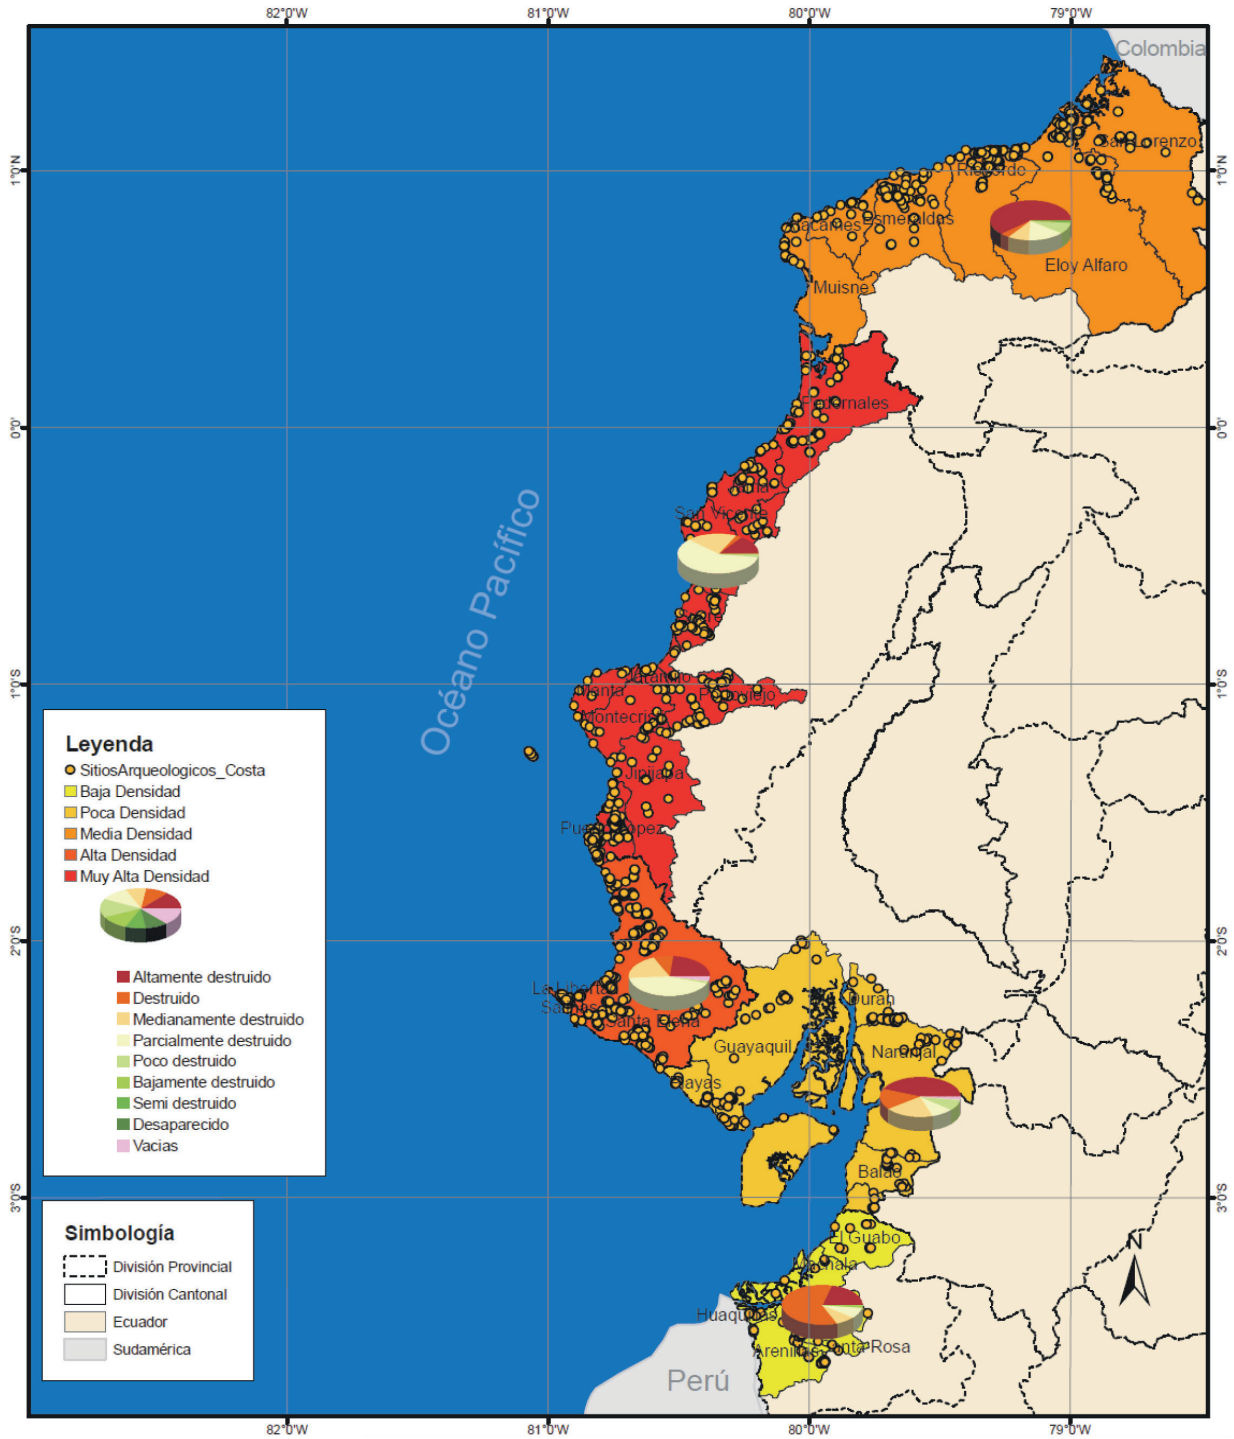 82°0'W 81°0'W 80°0'W 79°0'W
Colombia
1°0'N 1°0'N
San Lorenzo
Rioverde
Atacames Esmeraldas
Eloy Alfaro
Muisne
Pedernales
0°0' 0°0'
Jama
San Vicente
Océano Pacífico
Sucre
1°0'S 1°0'S
Jaramijo
Manta Portoviejo
Montecristi
Jipijapa
Puerto Lopez
2°0'S 2°0'S
La Libertad
Salinas
Santa Elena
Durán
Guayaquil
Naranjal
Playas
Balao
3°0'S 3°0'S
El Guabo
Machala
Huaquillas
Arenillas Santa Rosa
Perú
N
Leyenda
SitiosArqueologicos_Costa
Baja Densidad
Poca Densidad
Media Densidad
Alta Densidad
Muy Alta Densidad
Altamente destruido
Destruido
Medianamente destruido
Parcialmente destruido
Poco destruido
Bajamente destruido
Semi destruido
Desaparecido
Vacias
Simbología
División Provincial
División Cantonal
Ecuador
Sudamérica
82°0'W 81°0'W 80°0'W 79°0'W